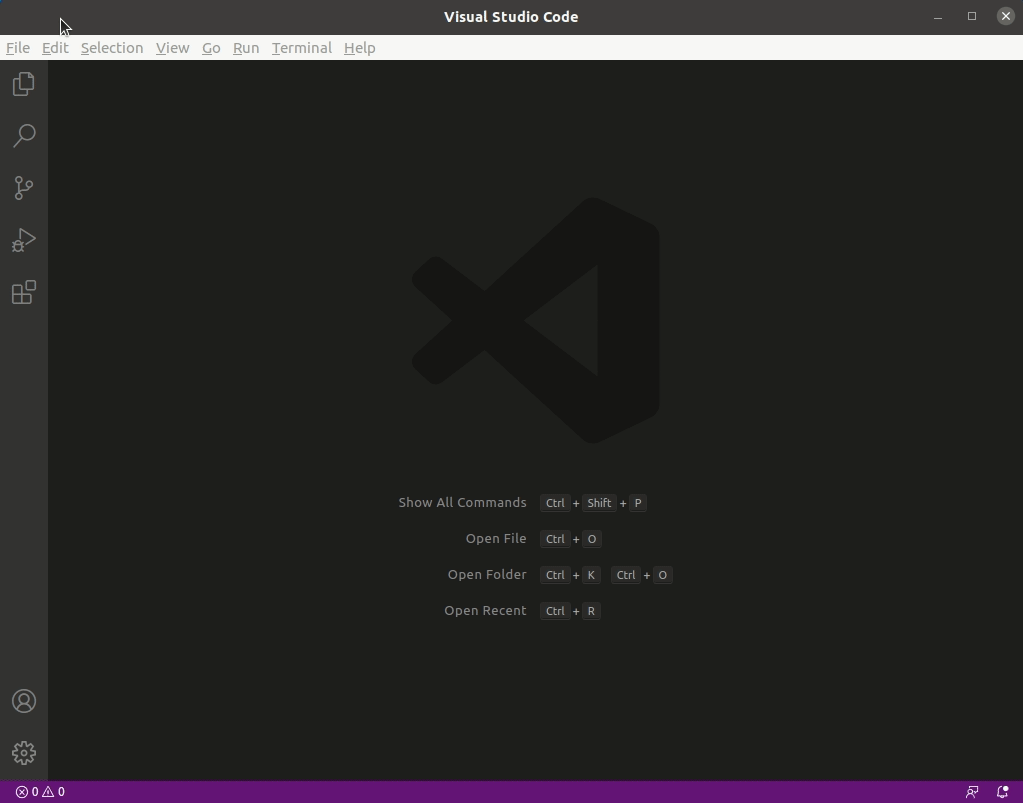 Visual Studio Code
File Edit Selection View Go Run Terminal Help
Show All Commands Ctrl + Shift + P
Open File Ctrl + O
Open Folder Ctrl + K Ctrl + O
Open Recent Ctrl + R
0 0